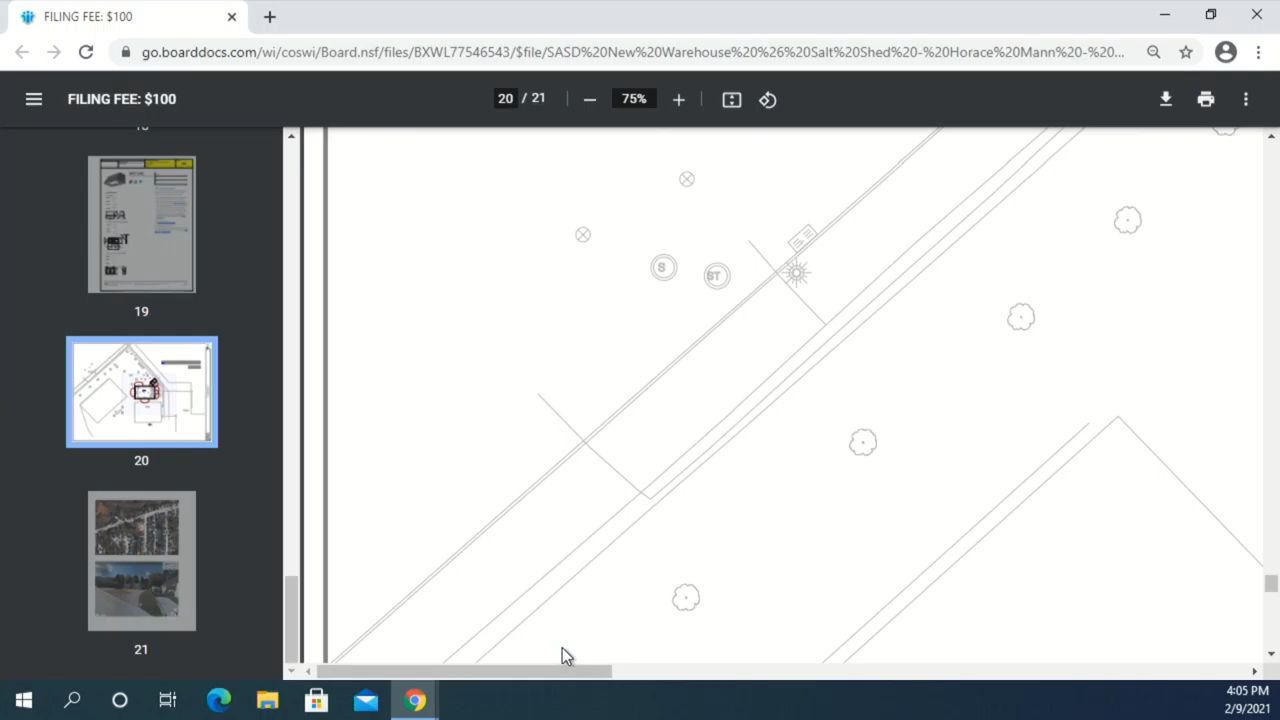 FILING FEE: $100
go.boarddocs.com/wi/coswi/Board.nsf/files/BXWL77546543/$file/SASD%20New%20Warehouse%20%26%20Salt%20Shed%20-%20Horace%20Mann%20-%20...
FILING FEE: $100
20 / 21
75%
19
20
21
S
ST
4:05 PM
2/9/2021